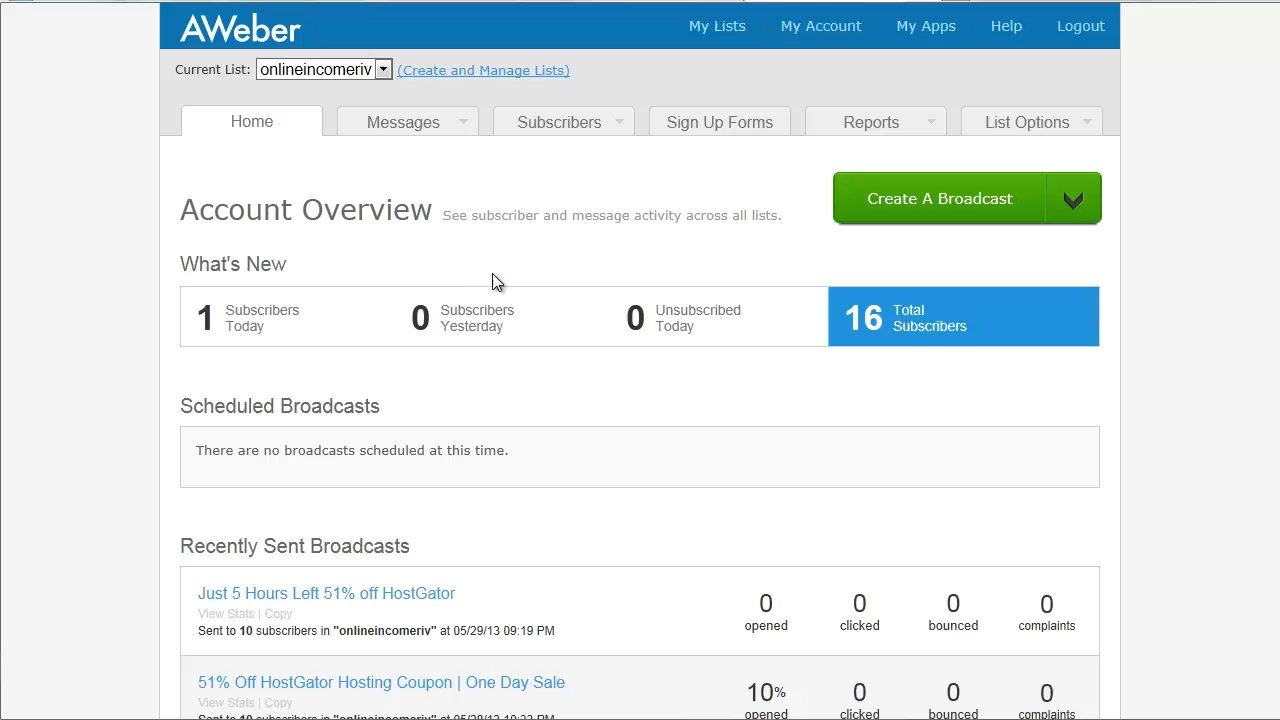 AWeber
My Lists My Account My Apps Help Logout
Current List: onlineincomeriv (Create and Manage Lists)
Home Messages Subscribers Sign Up Forms Reports List Options
Account Overview See subscriber and message activity across all lists.
Create A Broadcast
What's New
1 Subscribers Today
0 Subscribers Yesterday
0 Unsubscribed Today
16 Total Subscribers
Scheduled Broadcasts
There are no broadcasts scheduled at this time.
Recently Sent Broadcasts
Just 5 Hours Left 51% off HostGator
View Stats | Copy
Sent to 10 subscribers in "onlineincomeriv" at 05/29/13 09:19 PM
0 opened
0 clicked
0 bounced
0 complaints
51% Off HostGator Hosting Coupon | One Day Sale
View Stats | Copy
10% opened
0 clicked
0 bounced
0 complaints